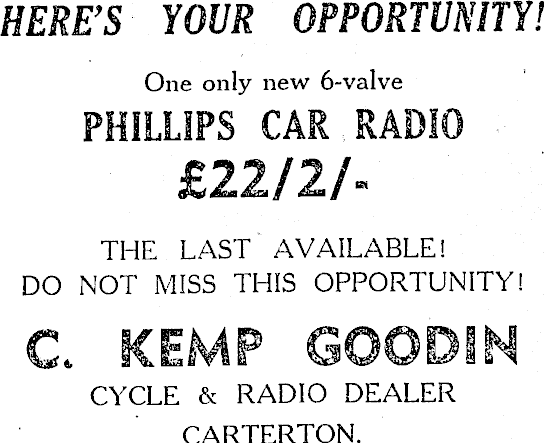 HERE'S YOUR OPPORTUNITY!
One only new 6-valve
PHILLIPS CAR RADIO
£22/2/-
THE LAST AVAILABLE!
DO NOT MISS THIS OPPORTUNITY!
C. KEMP GOODIN
CYCLE & RADIO DEALER
CARTERTON.